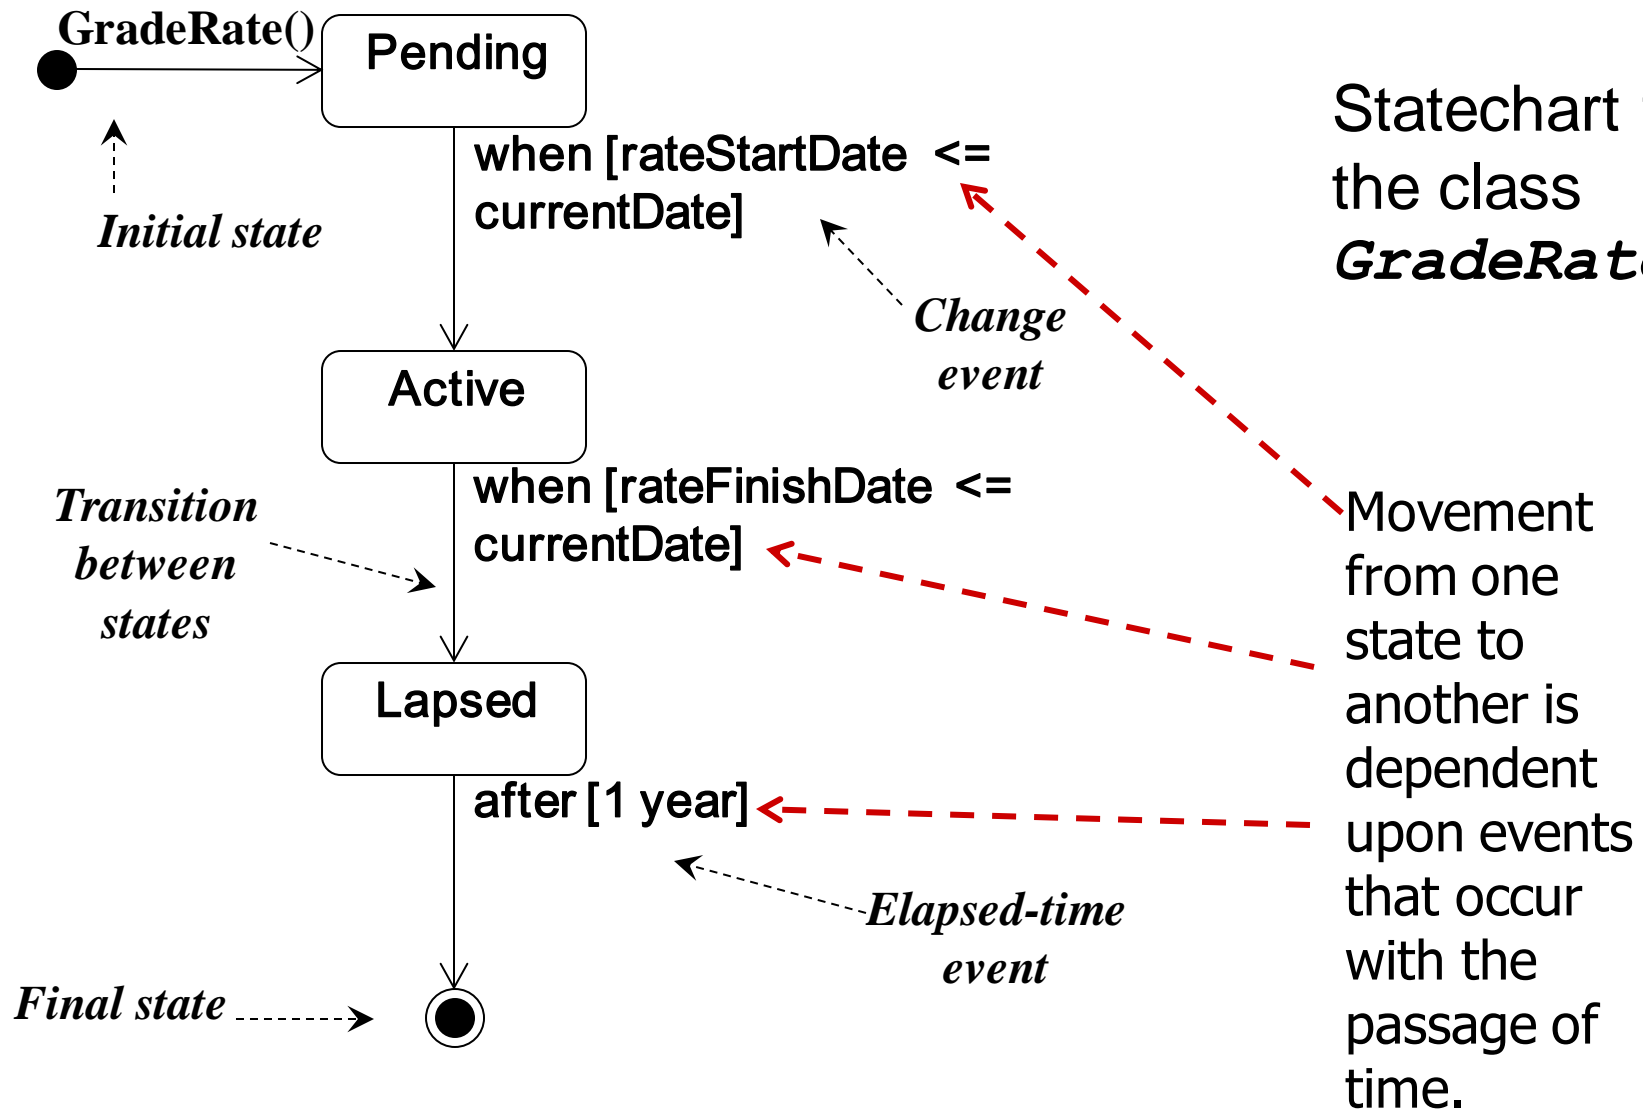 GradeRate()
Pending
Statechart
the class
GradeRate
when [rateStartDate <=
currentDate]
Initial state
Change
event
Active
when [rateFinishDate <=
currentDate]
Transition
between
states
Movement
from one
state to
another is
dependent
upon events
that occur
with the
passage of
time.
Lapsed
after [1 year]
Elapsed-time
event
Final state